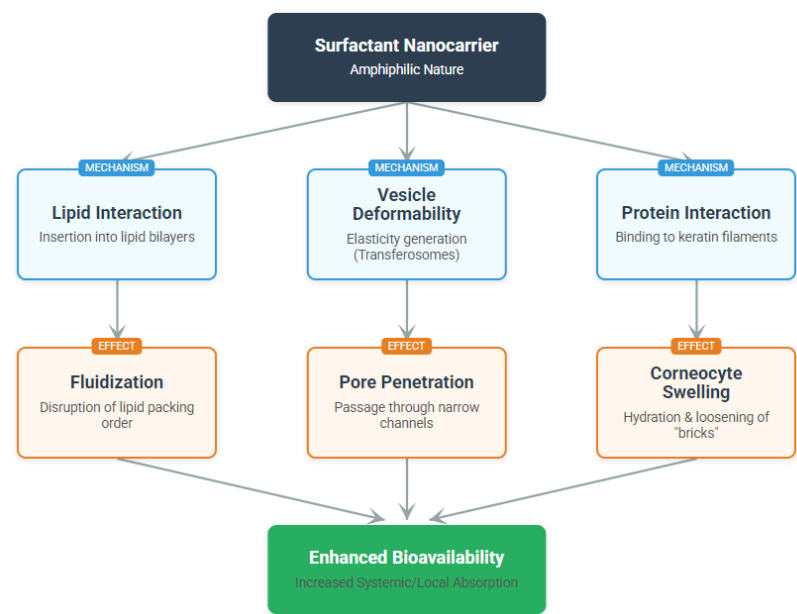 Surfactant Nanocarrier
Amphiphilic Nature
MECHANISM
Lipid Interaction
Insertion into lipid bilayers
MECHANISM
Vesicle
Deformability
Elasticity generation
(Transferosomes)
MECHANISM
Protein Interaction
Binding to keratin filaments
EFFECT
Fluidization
Disruption of lipid packing
order
EFFECT
Pore Penetration
Passage through narrow
channels
EFFECT
Corneocyte
Swelling
Hydration & loosening of
"bricks"
Enhanced Bioavailability
Increased Systemic/Local Absorption